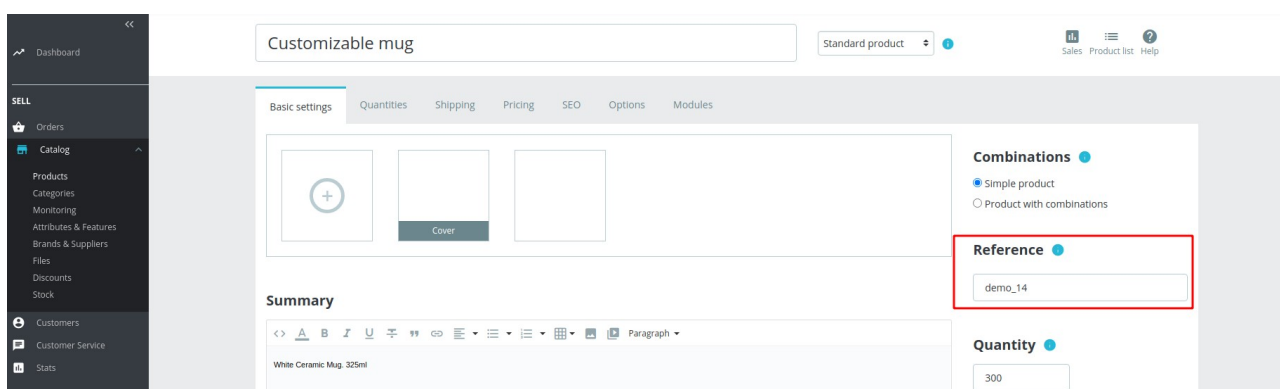 Dashboard
SELL
Orders
Catalog
Products
Categories
Monitoring
Attributes & Features
Brands & Suppliers
Files
Discounts
Stock
Customers
Customer Service
Stats
Customizable mug
Standard product
Sales
Product list
Help
Basic settings
Quantities
Shipping
Pricing
SEO
Options
Modules
Cover
Summary
Paragraph
White Ceramic Mug. 325ml
Combinations
Simple product
Product with combinations
Reference
demo_14
Quantity
300